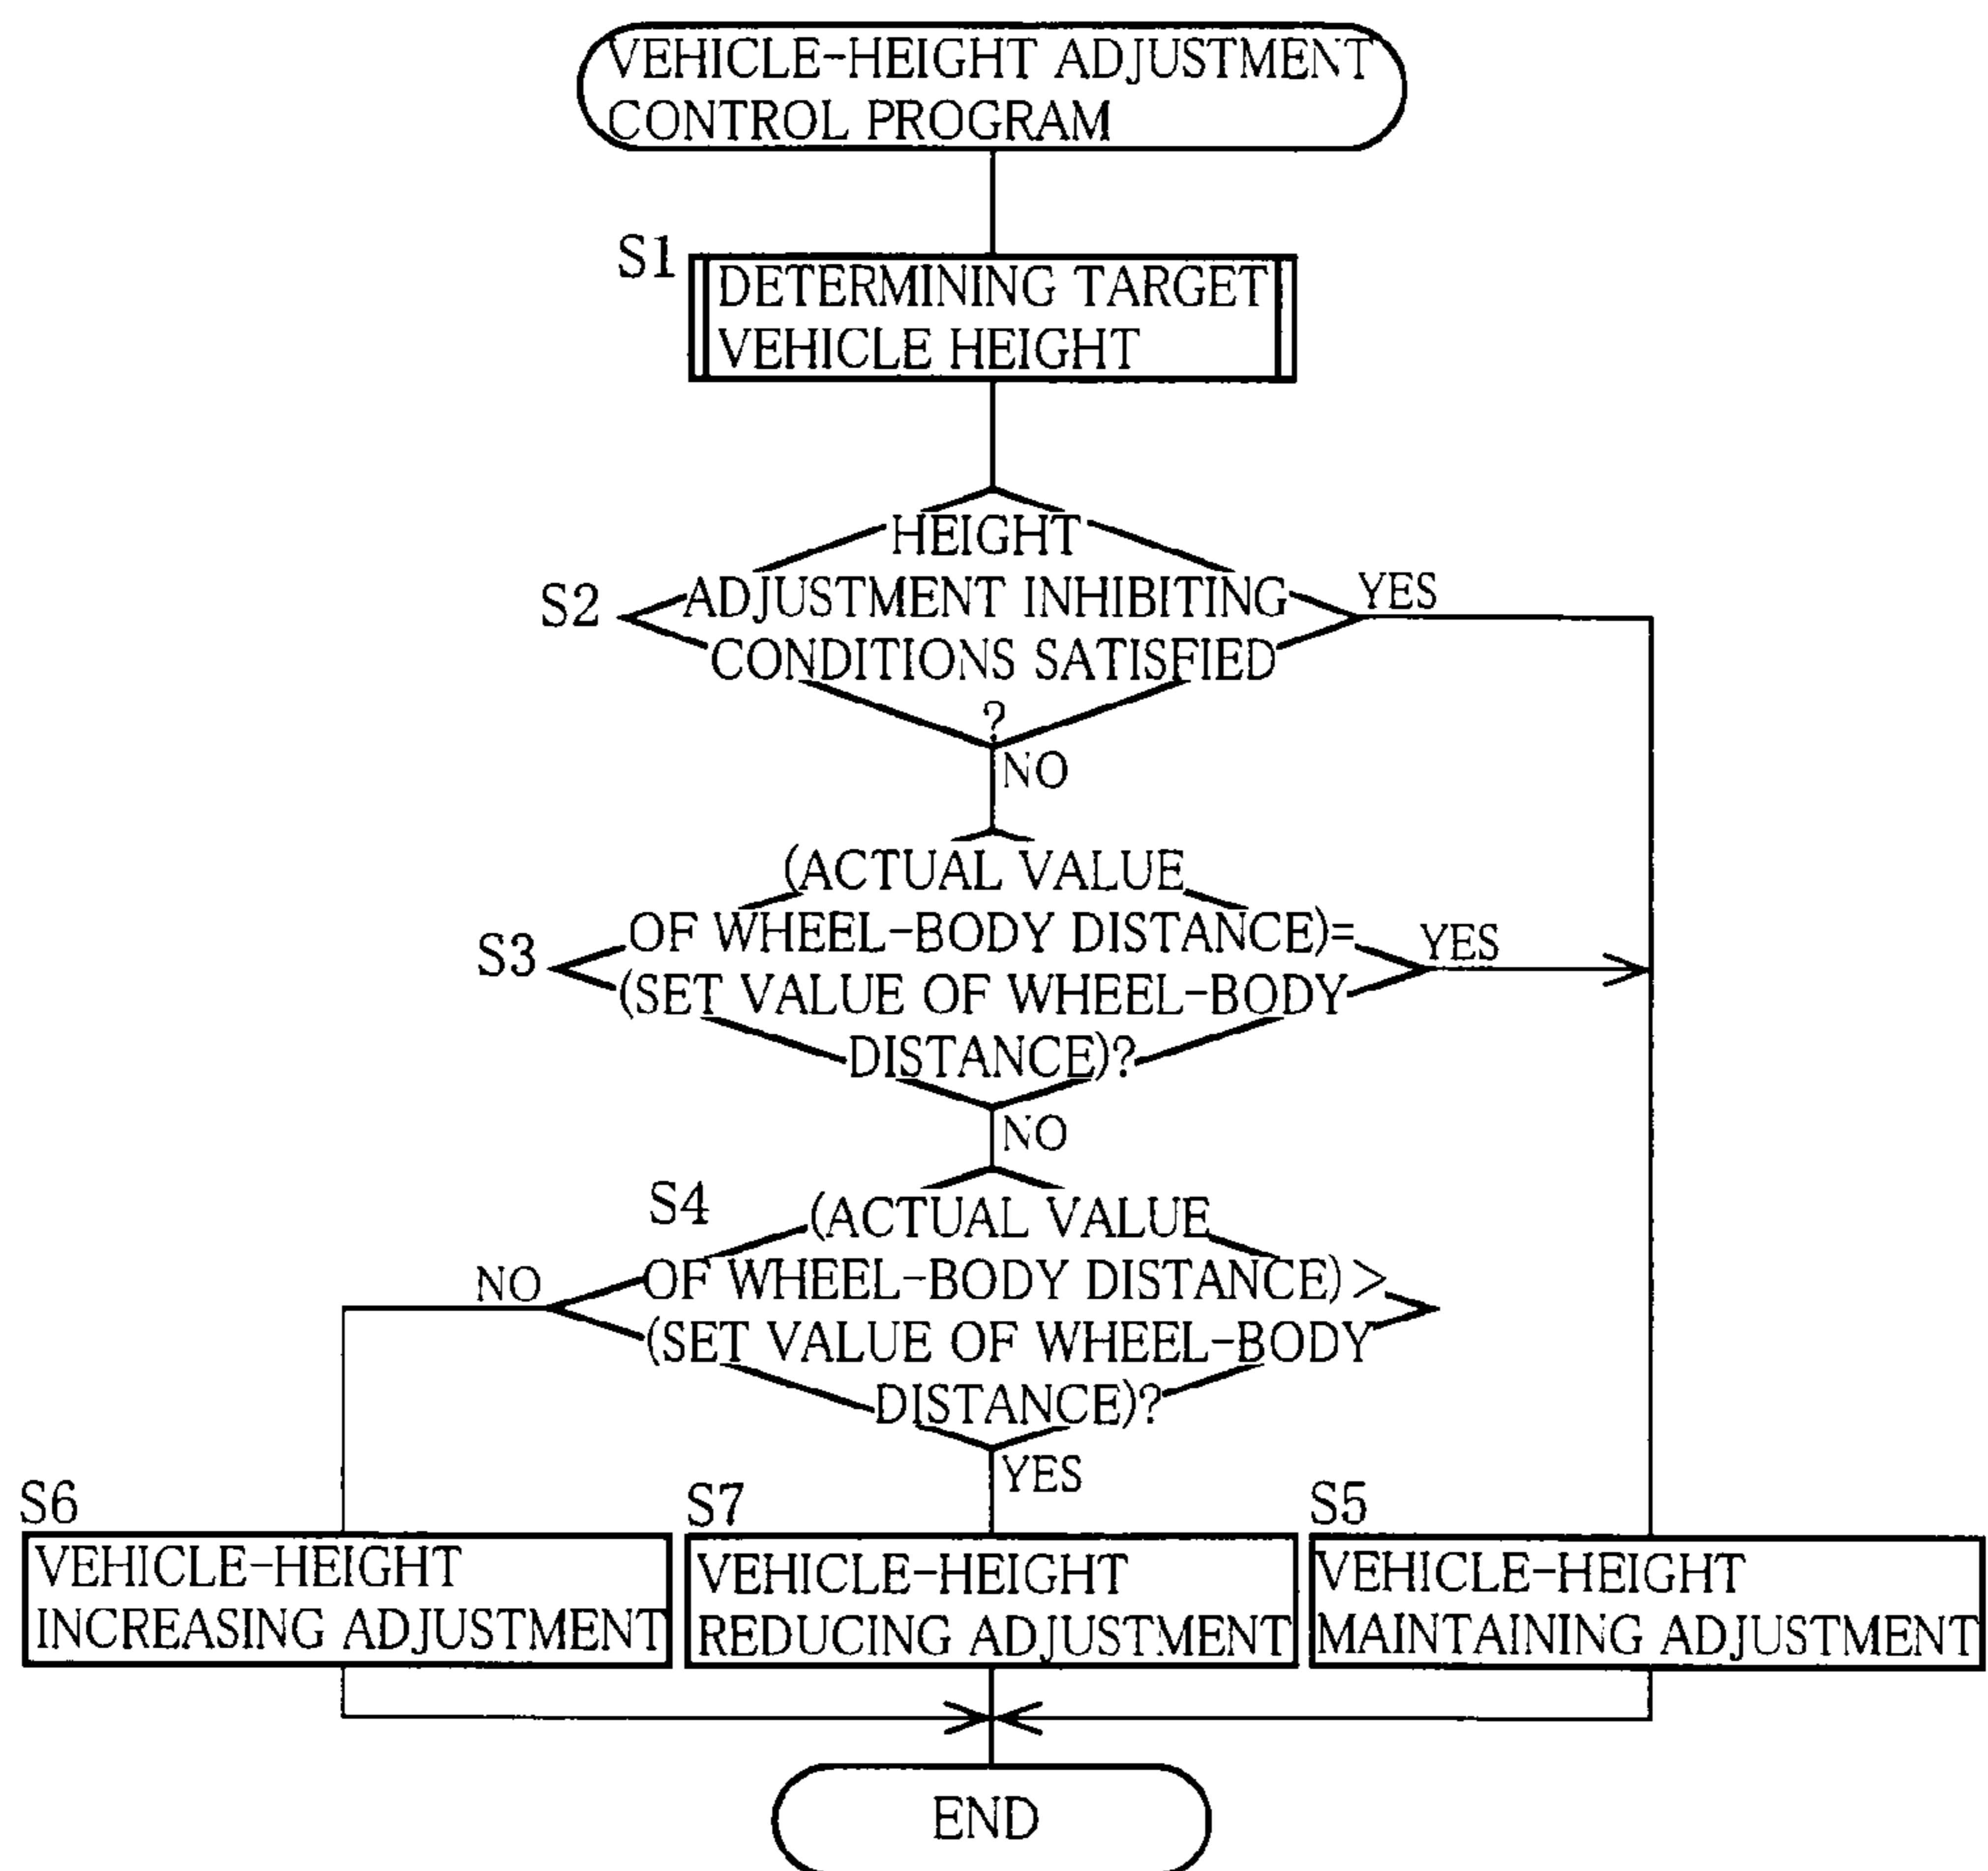 VEHICLE-HEIGHT ADJUSTMENT
CONTROL PROGRAM
S1
DETERMINING TARGET
VEHICLE HEIGHT
S2
HEIGHT
ADJUSTMENT INHIBITING
CONDITIONS SATISFIED
?
YES
NO
S3
(ACTUAL VALUE
OF WHEEL-BODY DISTANCE)=
(SET VALUE OF WHEEL-BODY
DISTANCE)?
YES
NO
S4
(ACTUAL VALUE
OF WHEEL-BODY DISTANCE)>
(SET VALUE OF WHEEL-BODY
DISTANCE)?
NO
YES
S6
VEHICLE-HEIGHT
INCREASING ADJUSTMENT
S7
VEHICLE-HEIGHT
REDUCING ADJUSTMENT
S5
VEHICLE-HEIGHT
MAINTAINING ADJUSTMENT
END